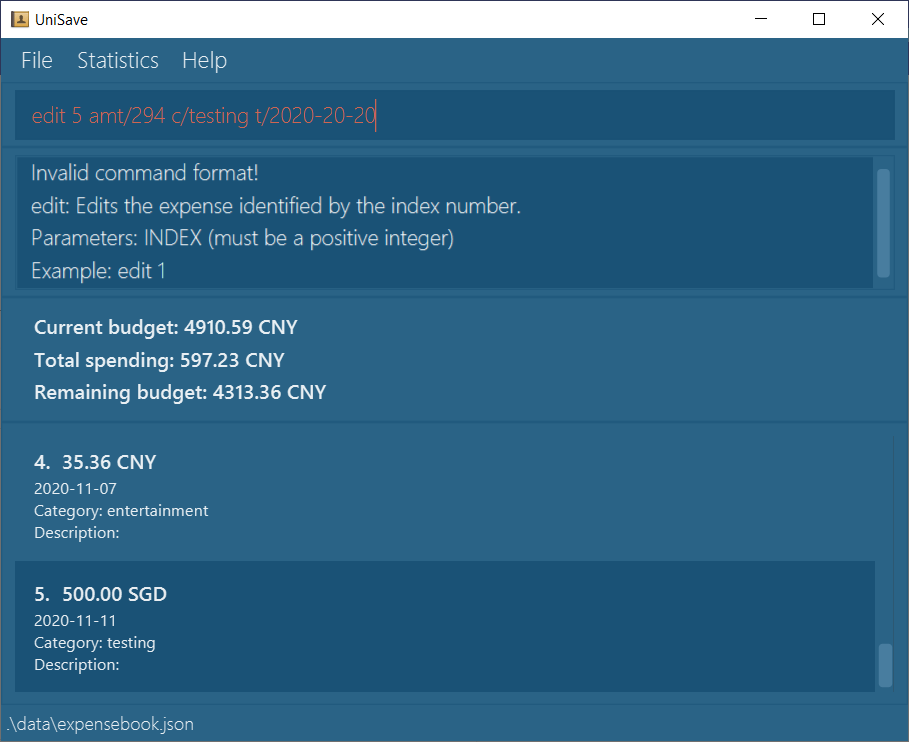 UniSave
File Statistics Help
edit 5 amt/294 c/testing t/2020-20-20
Invalid command format!
edit: Edits the expense identified by the index number.
Parameters: INDEX (must be a positive integer)
Example: edit 1
Current budget: 4910.59 CNY
Total spending: 597.23 CNY
Remaining budget: 4313.36 CNY
4. 35.36 CNY
2020-11-07
Category: entertainment
Description:
5. 500.00 SGD
2020-11-11
Category: testing
Description:
.\data\expensebook.json